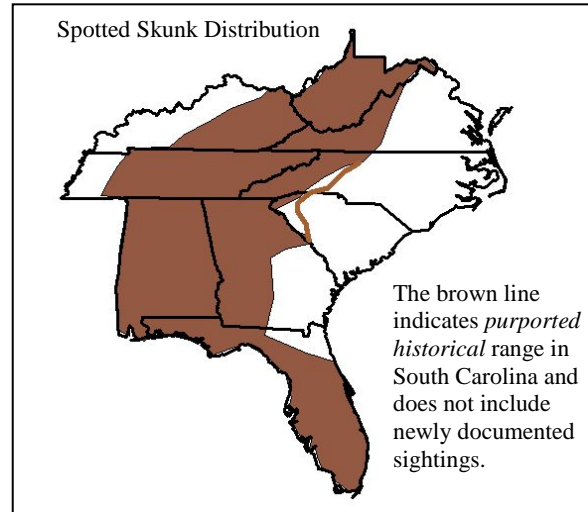 Spotted Skunk Distribution
The brown line
indicates purported
historical range in
South Carolina and
does not include
newly documented
sightings.